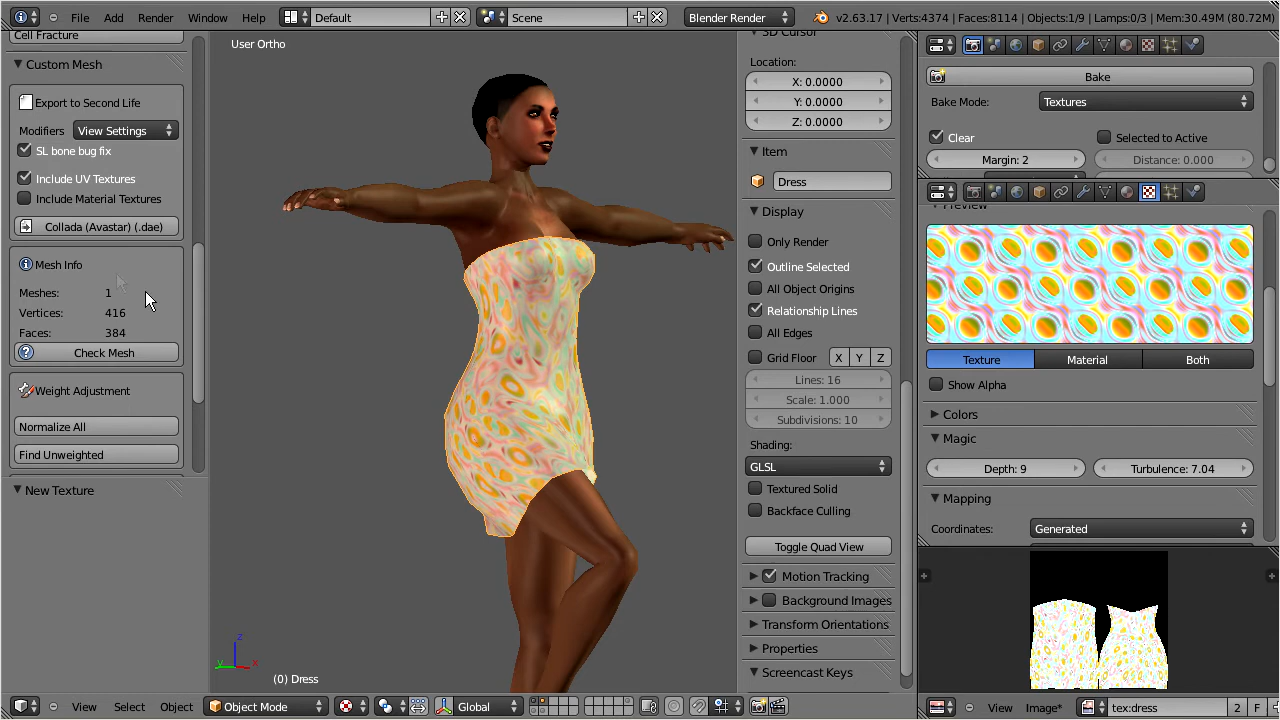 File Add Render Window Help Default Scene Blender Render v2.63.17 | Verts:4374 | Faces:8114 | Objects:1/9 | Lamps:0/3 | Mem:30.49M (80.72M)
Cell Fracture
Custom Mesh
Export to Second Life
Modifiers View Settings
SL bone bug fix
Include UV Textures
Include Material Textures
Collada (Avastar) (.dae)
Mesh Info
Meshes: 1
Vertices: 416
Faces: 384
Check Mesh
Weight Adjustment
Normalize All
Find Unweighted
New Texture
User Ortho
z
y x
(0) Dress
View Select Object Object Mode Global
3D Cursor
Location:
X: 0.0000
Y: 0.0000
Z: 0.0000
Item
Dress
Display
Only Render
Outline Selected
All Object Origins
Relationship Lines
All Edges
Grid Floor X Y Z
Lines: 16
Scale: 1.000
Subdivisions: 10
Shading:
GLSL
Textured Solid
Backface Culling
Toggle Quad View
Motion Tracking
Background Images
Transform Orientations
Properties
Screencast Keys
Bake
Bake Mode: Textures
Clear Selected to Active
Margin: 2 Distance: 0.000
Preview
Texture Material Both
Show Alpha
Colors
Magic
Depth: 9 Turbulence: 7.04
Mapping
Coordinates: Generated
View Image* tex:dress 2 F